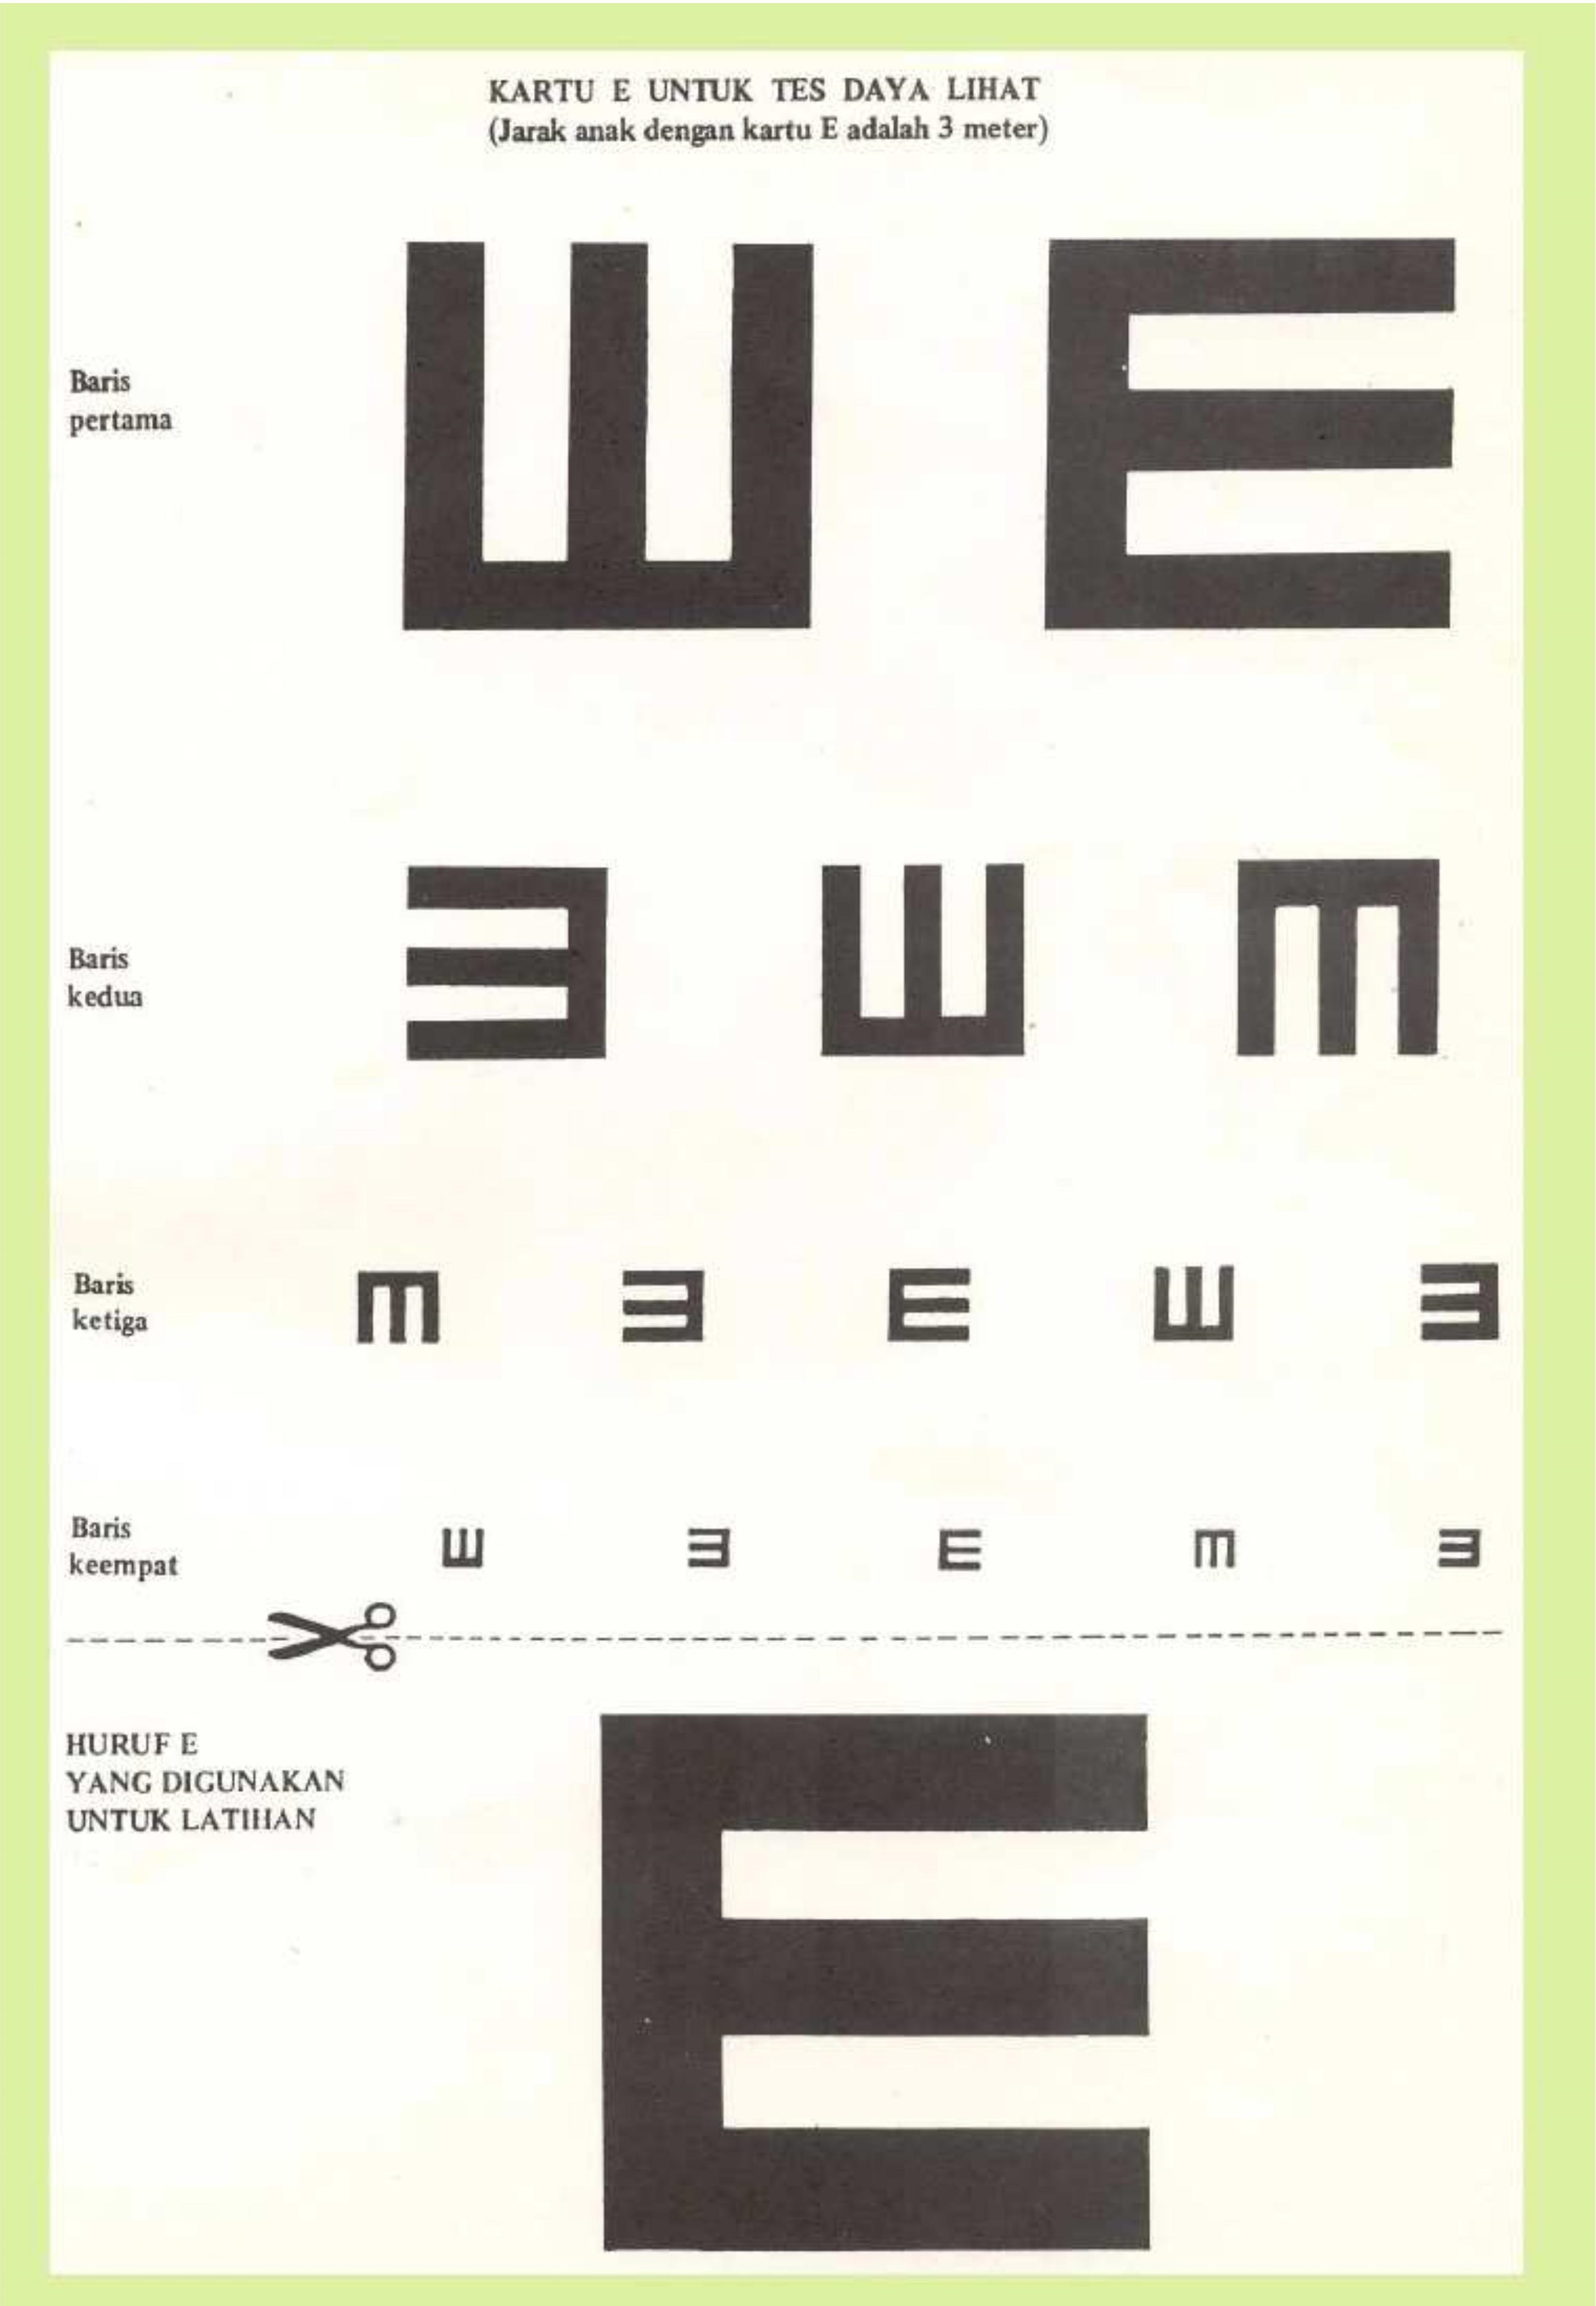 KARTU E UNTUK TES DAYA LIHAT
(Jarak anak dengan kartu E adalah 3 meter)
Baris
pertama
E E
Baris
kedua
E E E
Baris
ketiga
E E E E E
Baris
keempat
E E E E E
HURUF E
YANG DIGUNAKAN
UNTUK LATIHAN
E